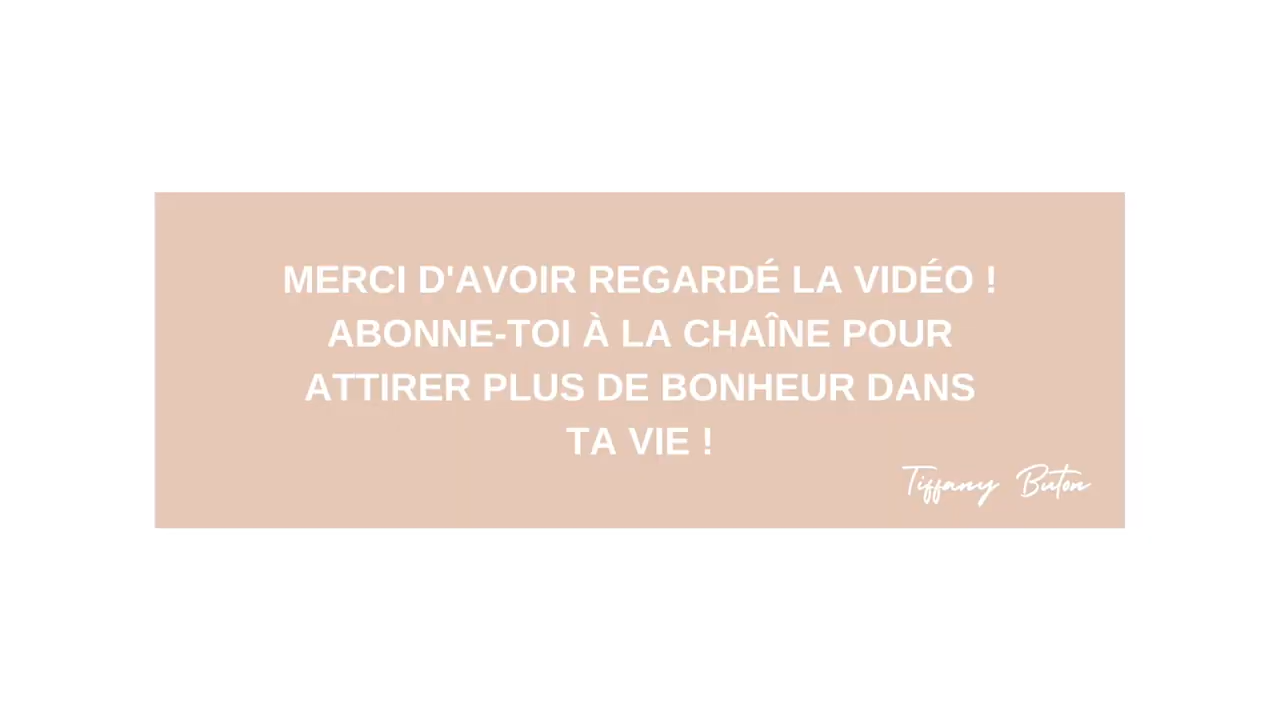 MERCI D'AVOIR REGARDÉ LA VIDÉO !
ABONNE-TOI À LA CHAÎNE POUR
ATTIRER PLUS DE BONHEUR DANS
TA VIE !
Tiffany Buton